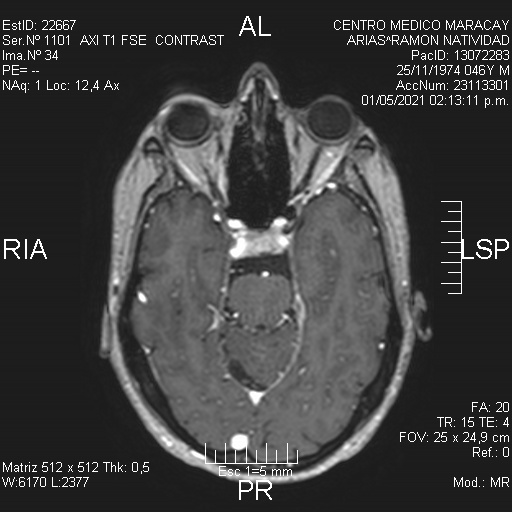 EstID: 22667
Ser.Nº 1101 AXI T1 FSE CONTRAST
Ima.Nº 34
PE= --
NAq: 1 Loc: 12,4 Ax
AL
CENTRO MEDICO MARACAY
ARIAS^RAMON NATIVIDAD
PacID: 13072283
25/11/1974 046Y M
AccNum: 23113301
01/05/2021 02:13:11 p.m.
RIA
LSP
FA: 20
TR: 15 TE: 4
FOV: 25 x 24,9 cm
Ref.: 0
Mod.: MR
Matriz 512 x 512 Thk: 0,5
W:6170 L:2377
Esc 1=5 mm
PR